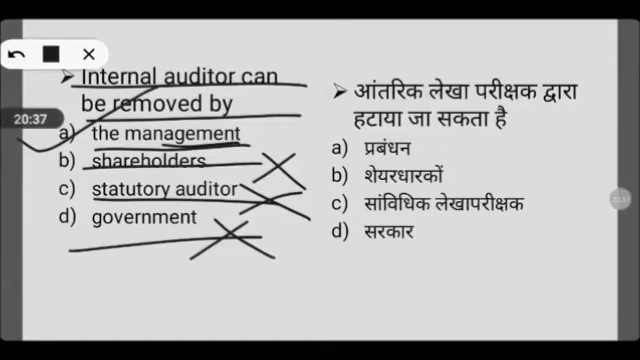 ➤ Internal auditor can
be removed by
20:37
a) the management
b) shareholders
c) statutory auditor
d) government
➤ आंतरिक लेखा परीक्षक द्वारा
हटाया जा सकता है
a) प्रबंधन
b) शेयरधारकों
c) सांविधिक लेखापरीक्षक
d) सरकार